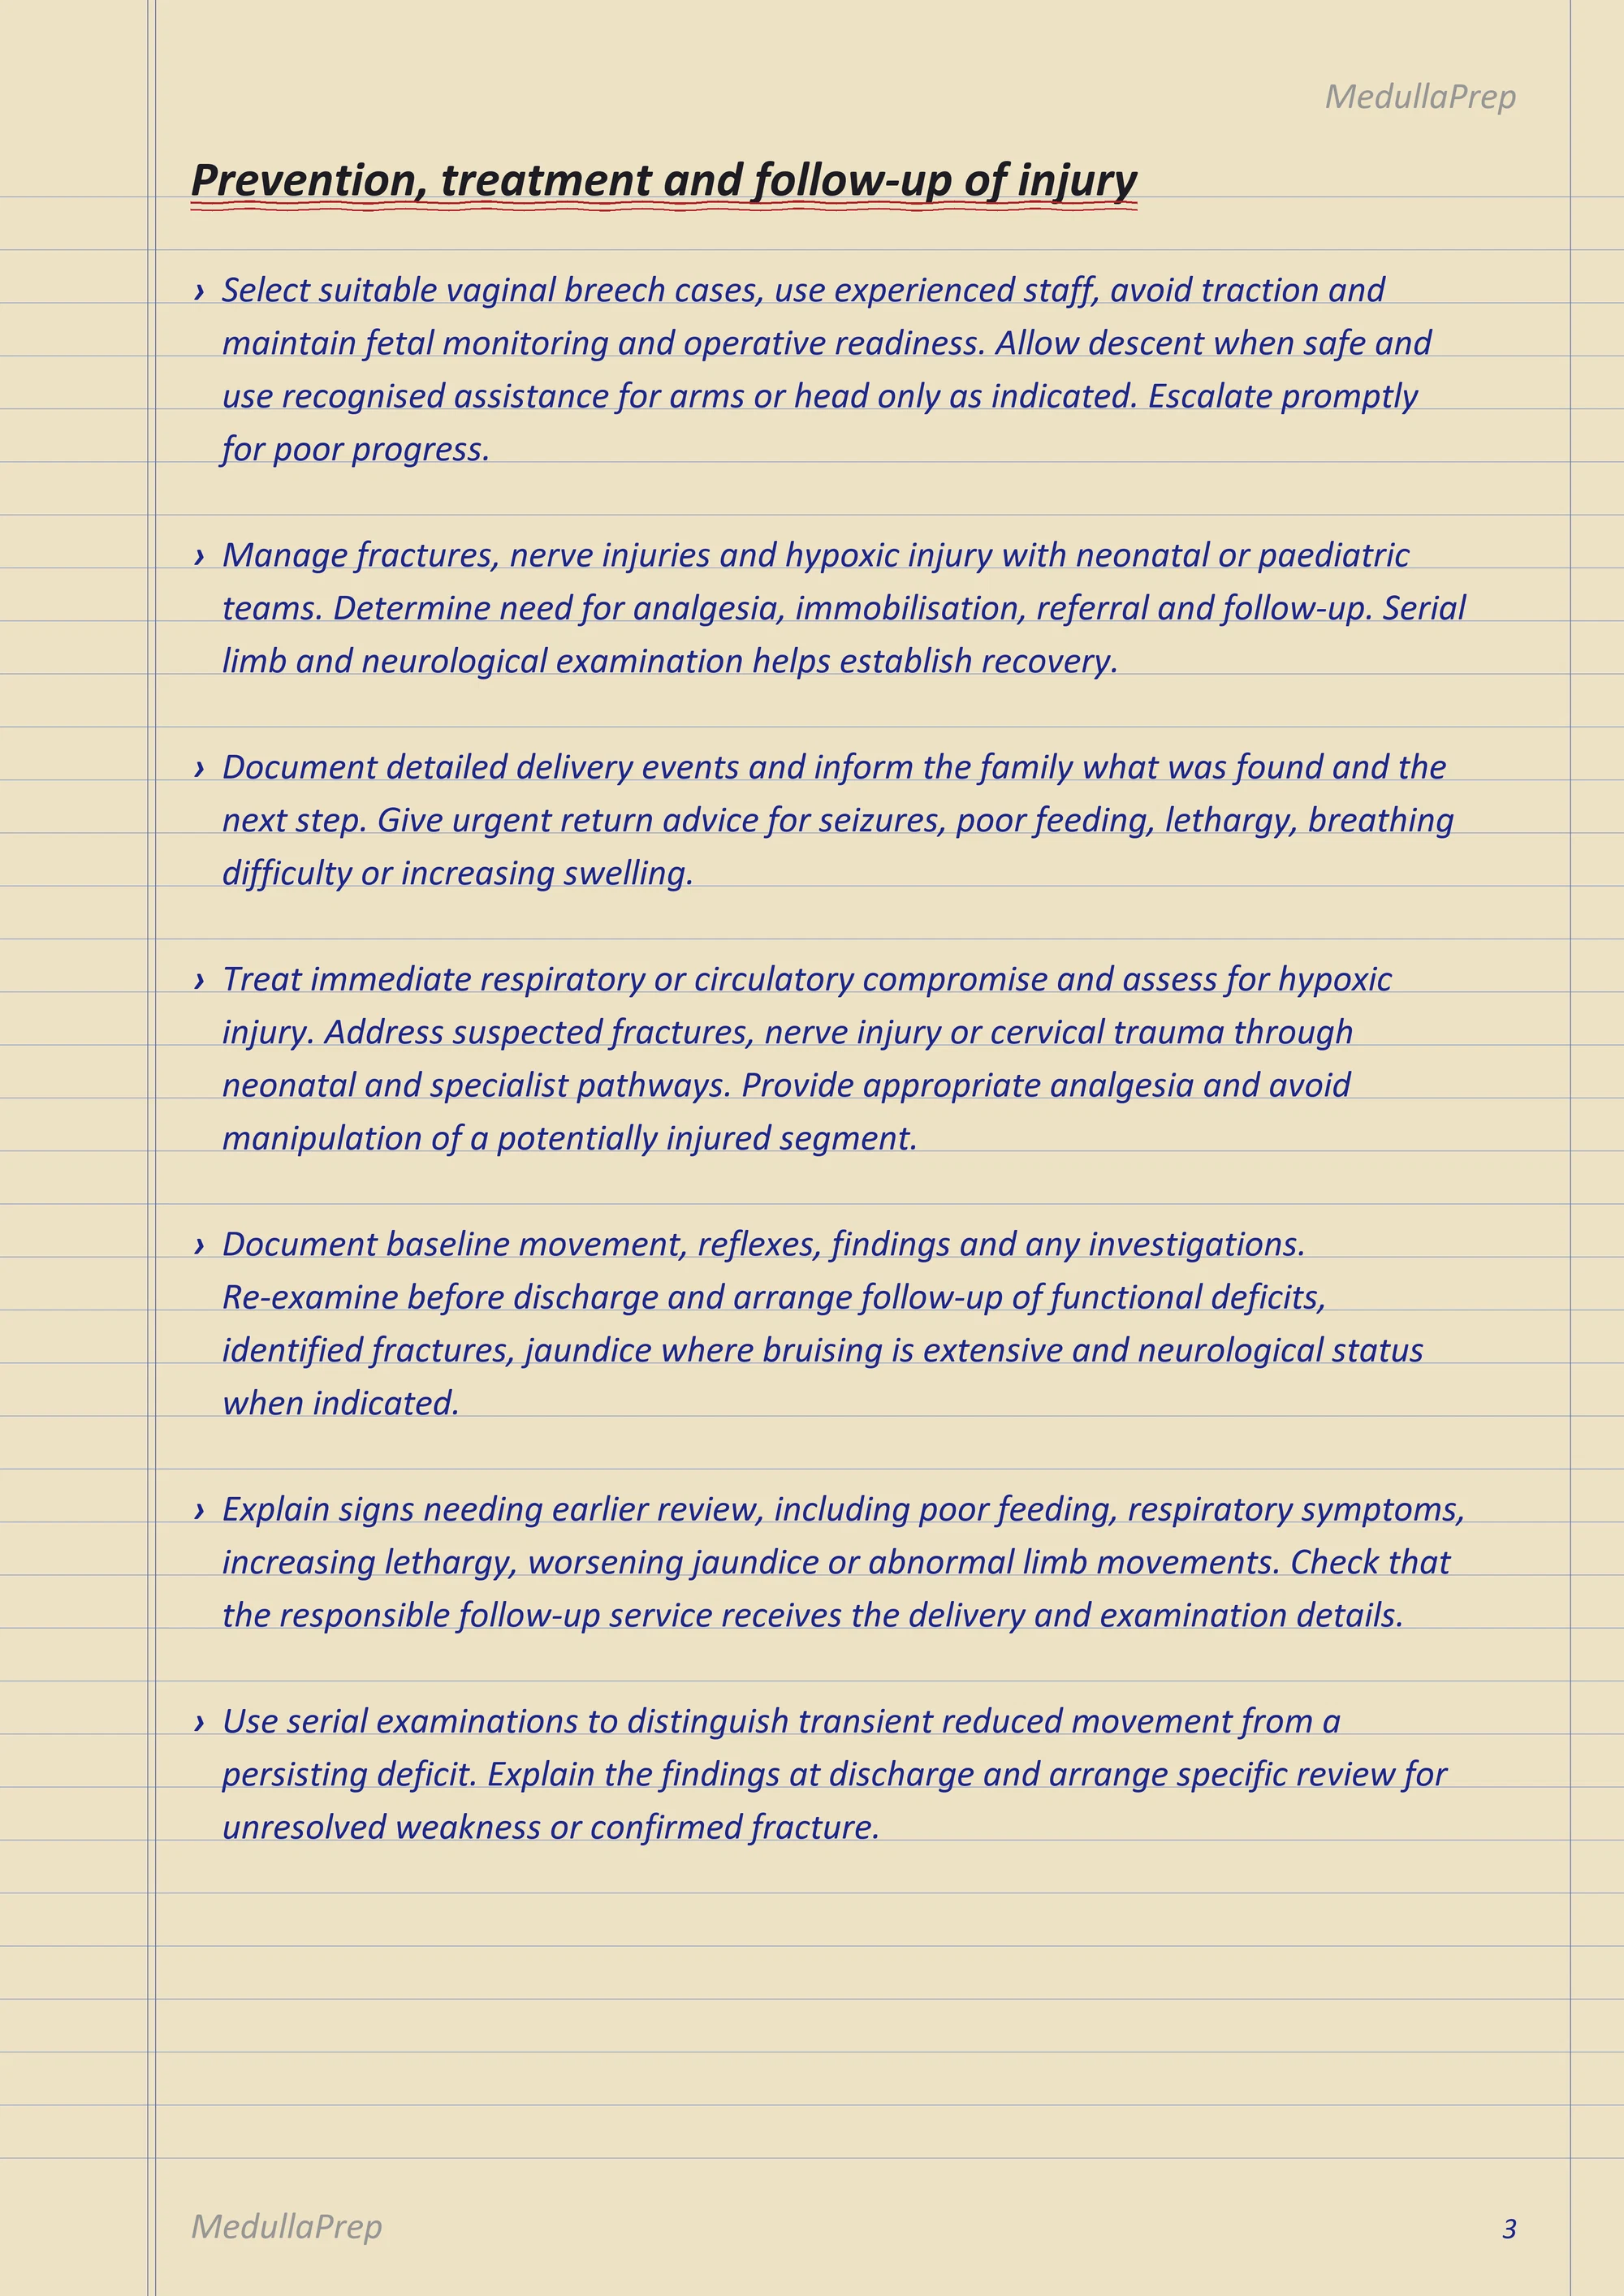 MedullaPrep
Prevention, treatment and follow-up of injury
› Select suitable vaginal breech cases, use experienced staff, avoid traction and
maintain fetal monitoring and operative readiness. Allow descent when safe and
use recognised assistance for arms or head only as indicated. Escalate promptly
for poor progress.
› Manage fractures, nerve injuries and hypoxic injury with neonatal or paediatric
teams. Determine need for analgesia, immobilisation, referral and follow-up. Serial
limb and neurological examination helps establish recovery.
› Document detailed delivery events and inform the family what was found and the
next step. Give urgent return advice for seizures, poor feeding, lethargy, breathing
difficulty or increasing swelling.
› Treat immediate respiratory or circulatory compromise and assess for hypoxic
injury. Address suspected fractures, nerve injury or cervical trauma through
neonatal and specialist pathways. Provide appropriate analgesia and avoid
manipulation of a potentially injured segment.
› Document baseline movement, reflexes, findings and any investigations.
Re-examine before discharge and arrange follow-up of functional deficits,
identified fractures, jaundice where bruising is extensive and neurological status
when indicated.
› Explain signs needing earlier review, including poor feeding, respiratory symptoms,
increasing lethargy, worsening jaundice or abnormal limb movements. Check that
the responsible follow-up service receives the delivery and examination details.
› Use serial examinations to distinguish transient reduced movement from a
persisting deficit. Explain the findings at discharge and arrange specific review for
unresolved weakness or confirmed fracture.
MedullaPrep
3